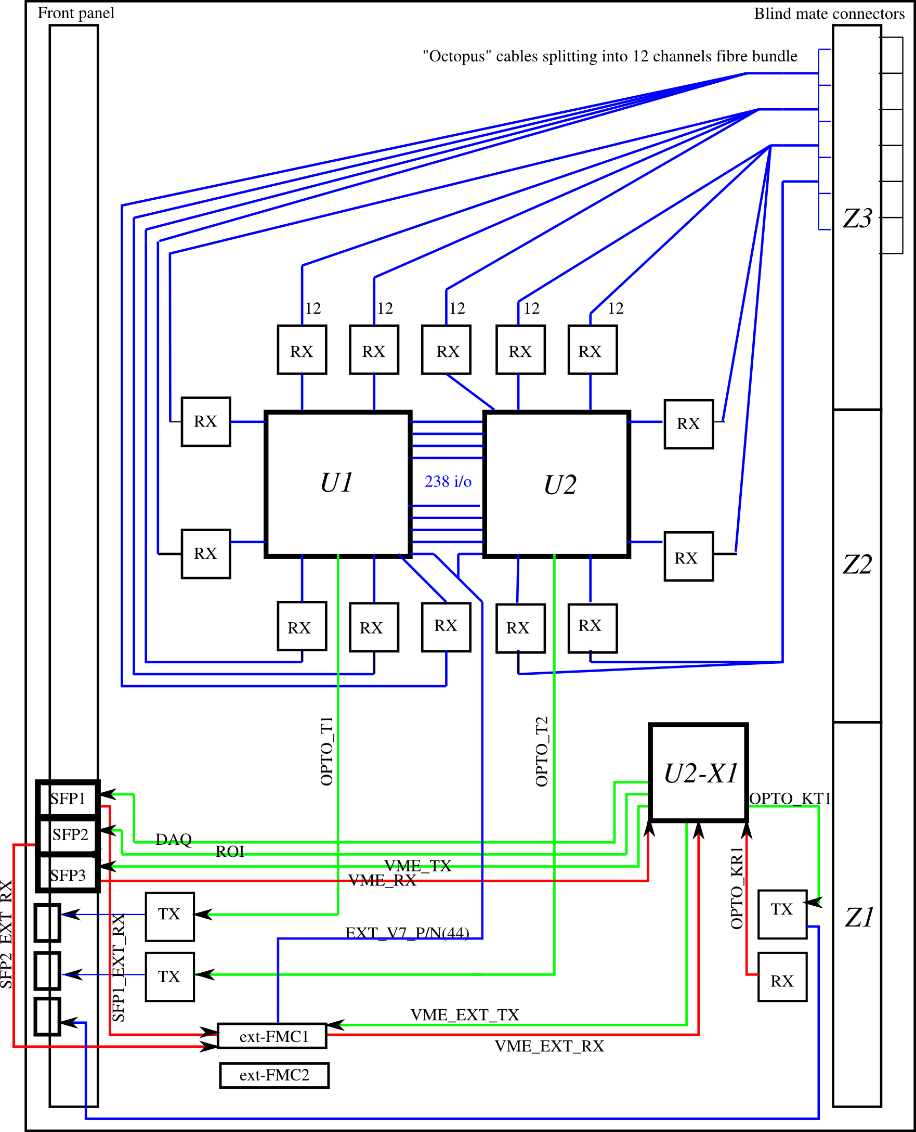 Front panel
Blind mate connectors
"Octopus" cables splitting into 12 channels fibre bundle
Z3
12
12
12
12
12
RX
RX
RX
RX
RX
RX
RX
U1
238 i/o
U2
RX
RX
Z2
RX
RX
RX
RX
RX
OPTO_T1
OPTO_T2
U2-X1
SFP1
OPTO_KT1
SFP2
DAQ
ROI
VME_TX
SFP3
VME_RX
OPTO_KR1
SFP2_EXT_RX
SFP1_EXT_RX
TX
TX
Z1
EXT_V7_P/N(44)
TX
RX
VME_EXT_TX
ext-FMC1
VME_EXT_RX
ext-FMC2